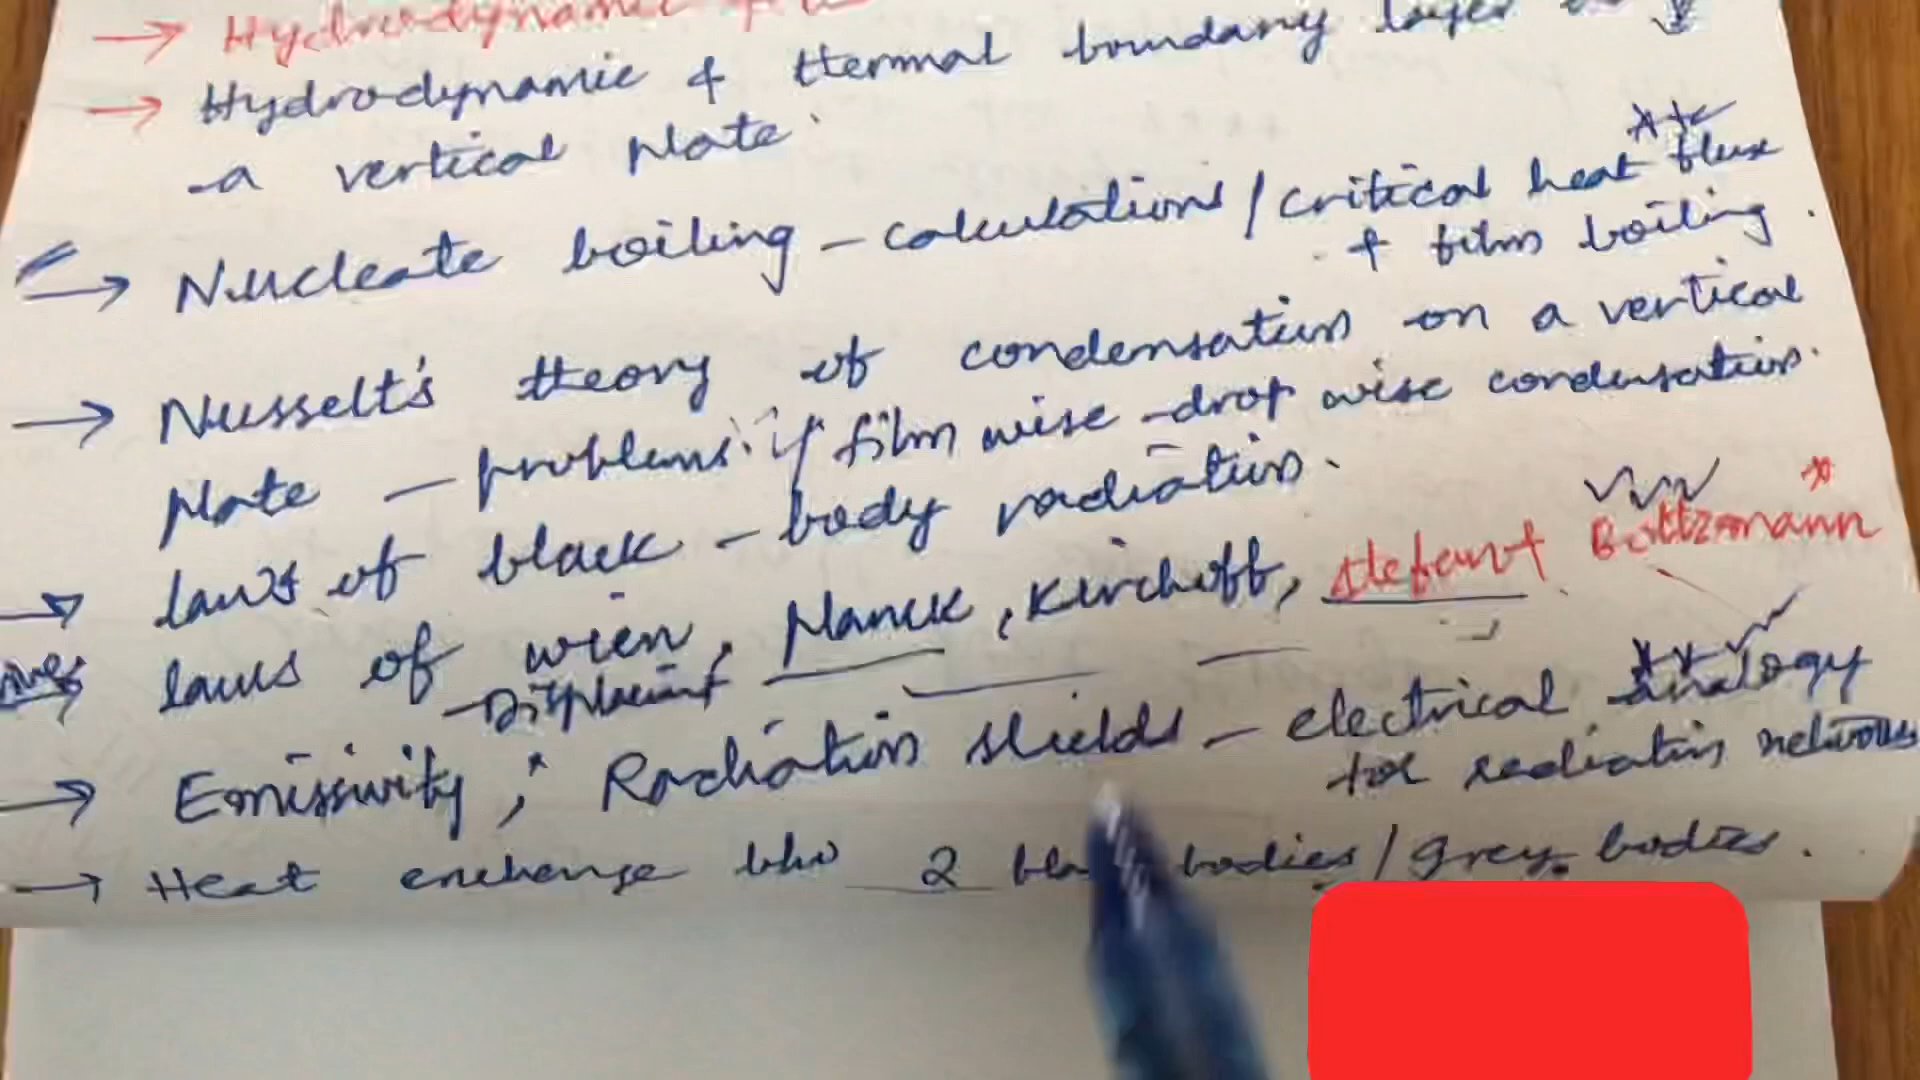 → Hydrodynamic
→ Hydrodynamic & thermal boundary layer
a vertical plate.
→ Nucleate boiling – calculations / critical heat flux
+ film boiling.
→ Nusselt's theory of condensation on a vertical
plate – problems. film wise - drop wise condensation.
→ laws of black - body radiation.
laws of wien, Planck, Kirchoff, Stefan Boltzmann
- Displacement
→ Emissivity ; Radiation shields – electrical analogy
for radiation networks
→ Heat exchange b/w 2 bodies / grey bodies.